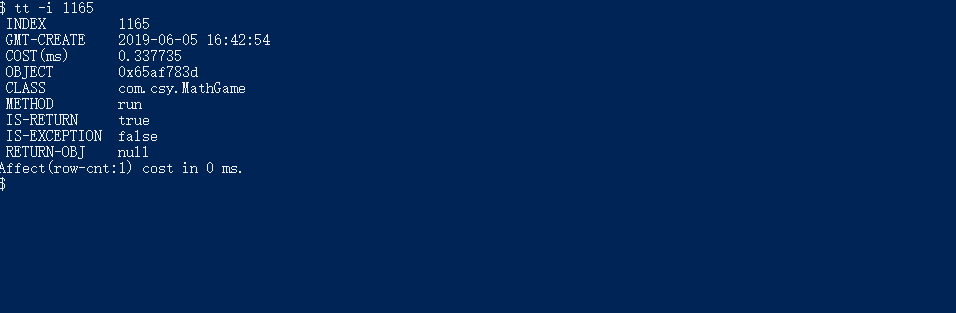 $ tt -i 1165
INDEX 1165
GMT-CREATE 2019-06-05 16:42:54
COST(ms) 0.337735
OBJECT 0x65af783d
CLASS com.csy.MathGame
METHOD run
IS-RETURN true
IS-EXCEPTION false
RETURN-OBJ null
Affect(row-cnt:1) cost in 0 ms.
$